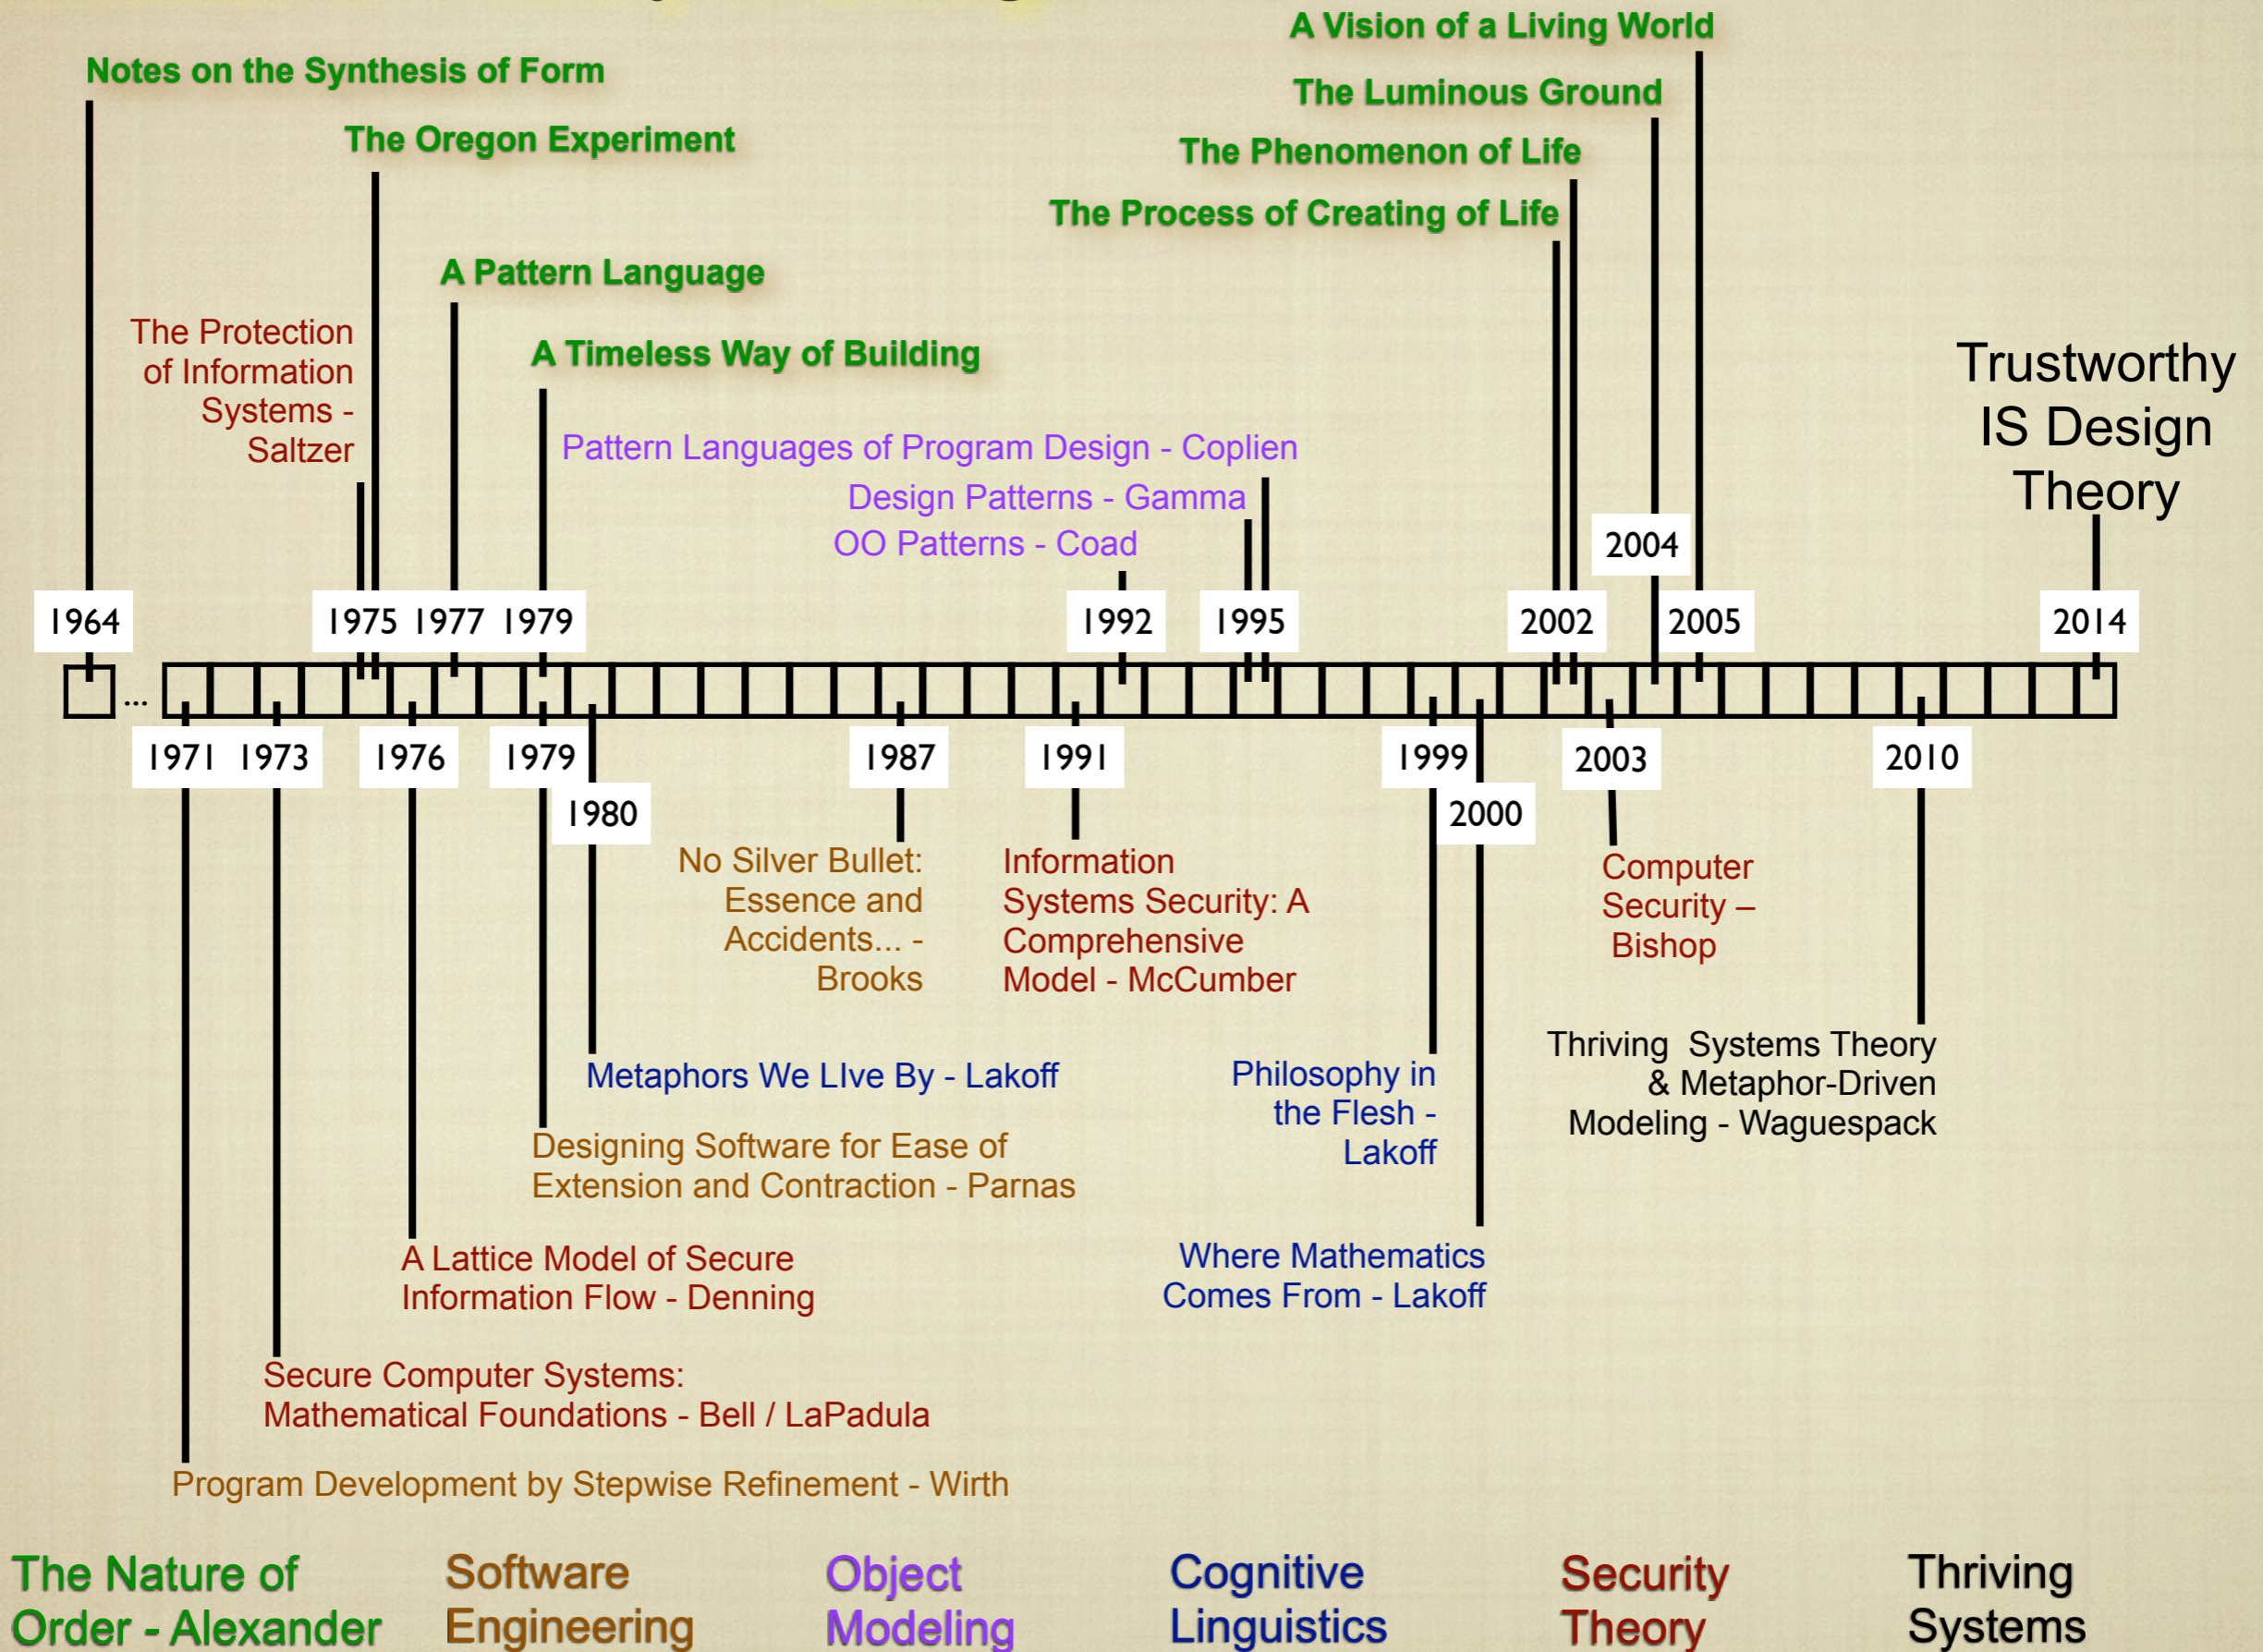 A Vision of a Living World
Notes on the Synthesis of Form
The Luminous Ground
The Oregon Experiment
The Phenomenon of Life
The Process of Creating of Life
A Pattern Language
The Protection
of Information
Systems -
Saltzer
A Timeless Way of Building
Trustworthy
IS Design
Theory
Pattern Languages of Program Design - Coplien
Design Patterns - Gamma
OO Patterns - Coad
2004
1964
1975
1977
1979
1992
1995
2002
2005
2014
...
1971
1973
1976
1979
1987
1991
1999
2003
2010
1980
2000
No Silver Bullet:
Essence and
Accidents... -
Brooks
Information
Systems Security: A
Comprehensive
Model - McCumber
Computer
Security –
Bishop
Metaphors We LIve By - Lakoff
Philosophy in
the Flesh -
Lakoff
Thriving Systems Theory
& Metaphor-Driven
Modeling - Waguespack
Designing Software for Ease of
Extension and Contraction - Parnas
A Lattice Model of Secure
Information Flow - Denning
Where Mathematics
Comes From - Lakoff
Secure Computer Systems:
Mathematical Foundations - Bell / LaPadula
Program Development by Stepwise Refinement - Wirth
The Nature of
Order - Alexander
Software
Engineering
Object
Modeling
Cognitive
Linguistics
Security
Theory
Thriving
Systems